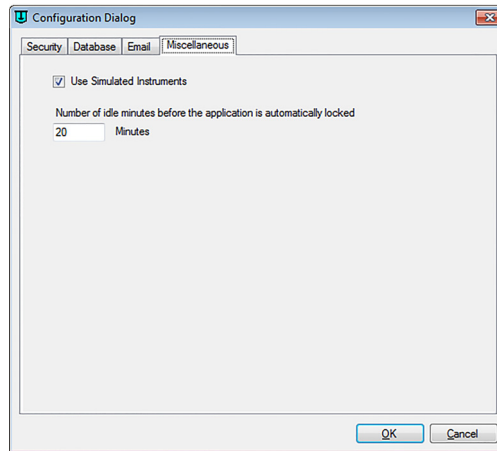 Configuration Dialog
Security Database Email Miscellaneous
Use Simulated Instruments
Number of idle minutes before the application is automatically locked
20 Minutes
OK Cancel